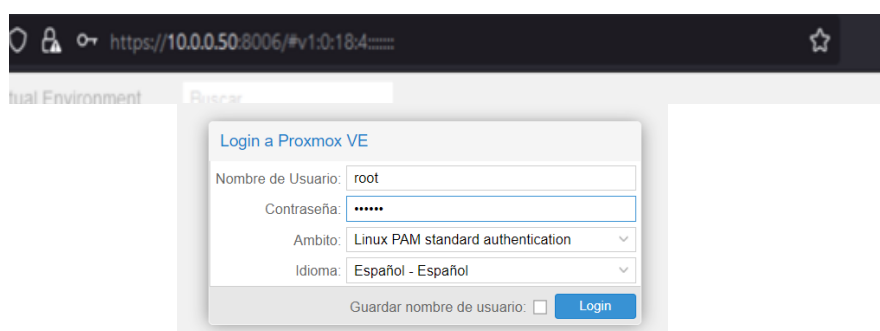 https://10.0.0.50:8006/#v1:0:18:4:::::::
tual Environment Buscar
Login a Proxmox VE
Nombre de Usuario: root
Contraseña: ••••••
Ambito: Linux PAM standard authentication
Idioma: Español - Español
Guardar nombre de usuario: Login